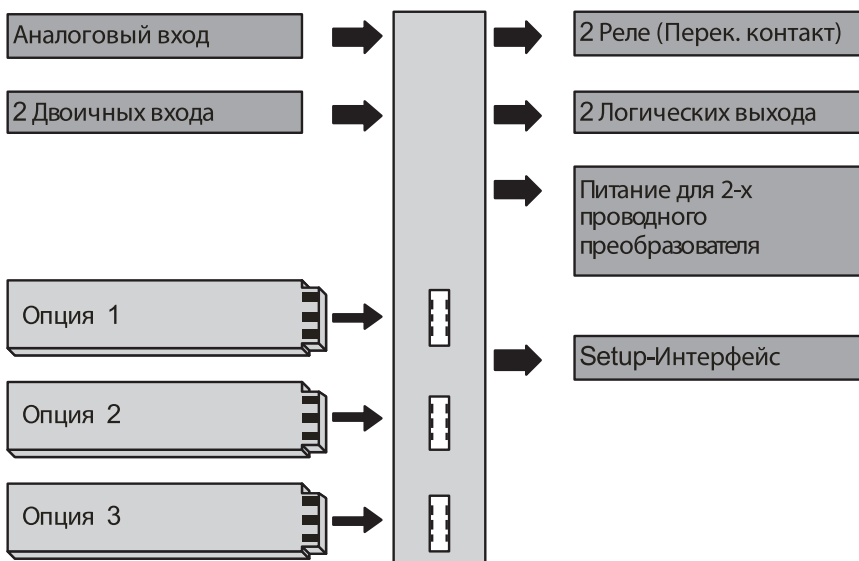 Аналоговый вход
2 Двоичных входа
Опция 1
Опция 2
Опция 3
2 Реле (Перек. контакт)
2 Логических выхода
Питание для 2-х
проводного
преобразователя
Setup-Интерфейс